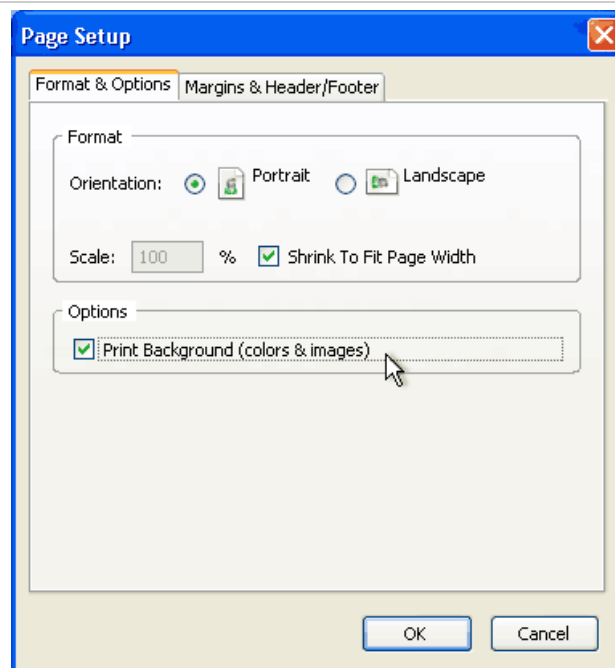 Page Setup
Format & Options Margins & Header/Footer
Format
Orientation: Portrait Landscape
Scale: 100 % Shrink To Fit Page Width
Options
Print Background (colors & images)
OK Cancel